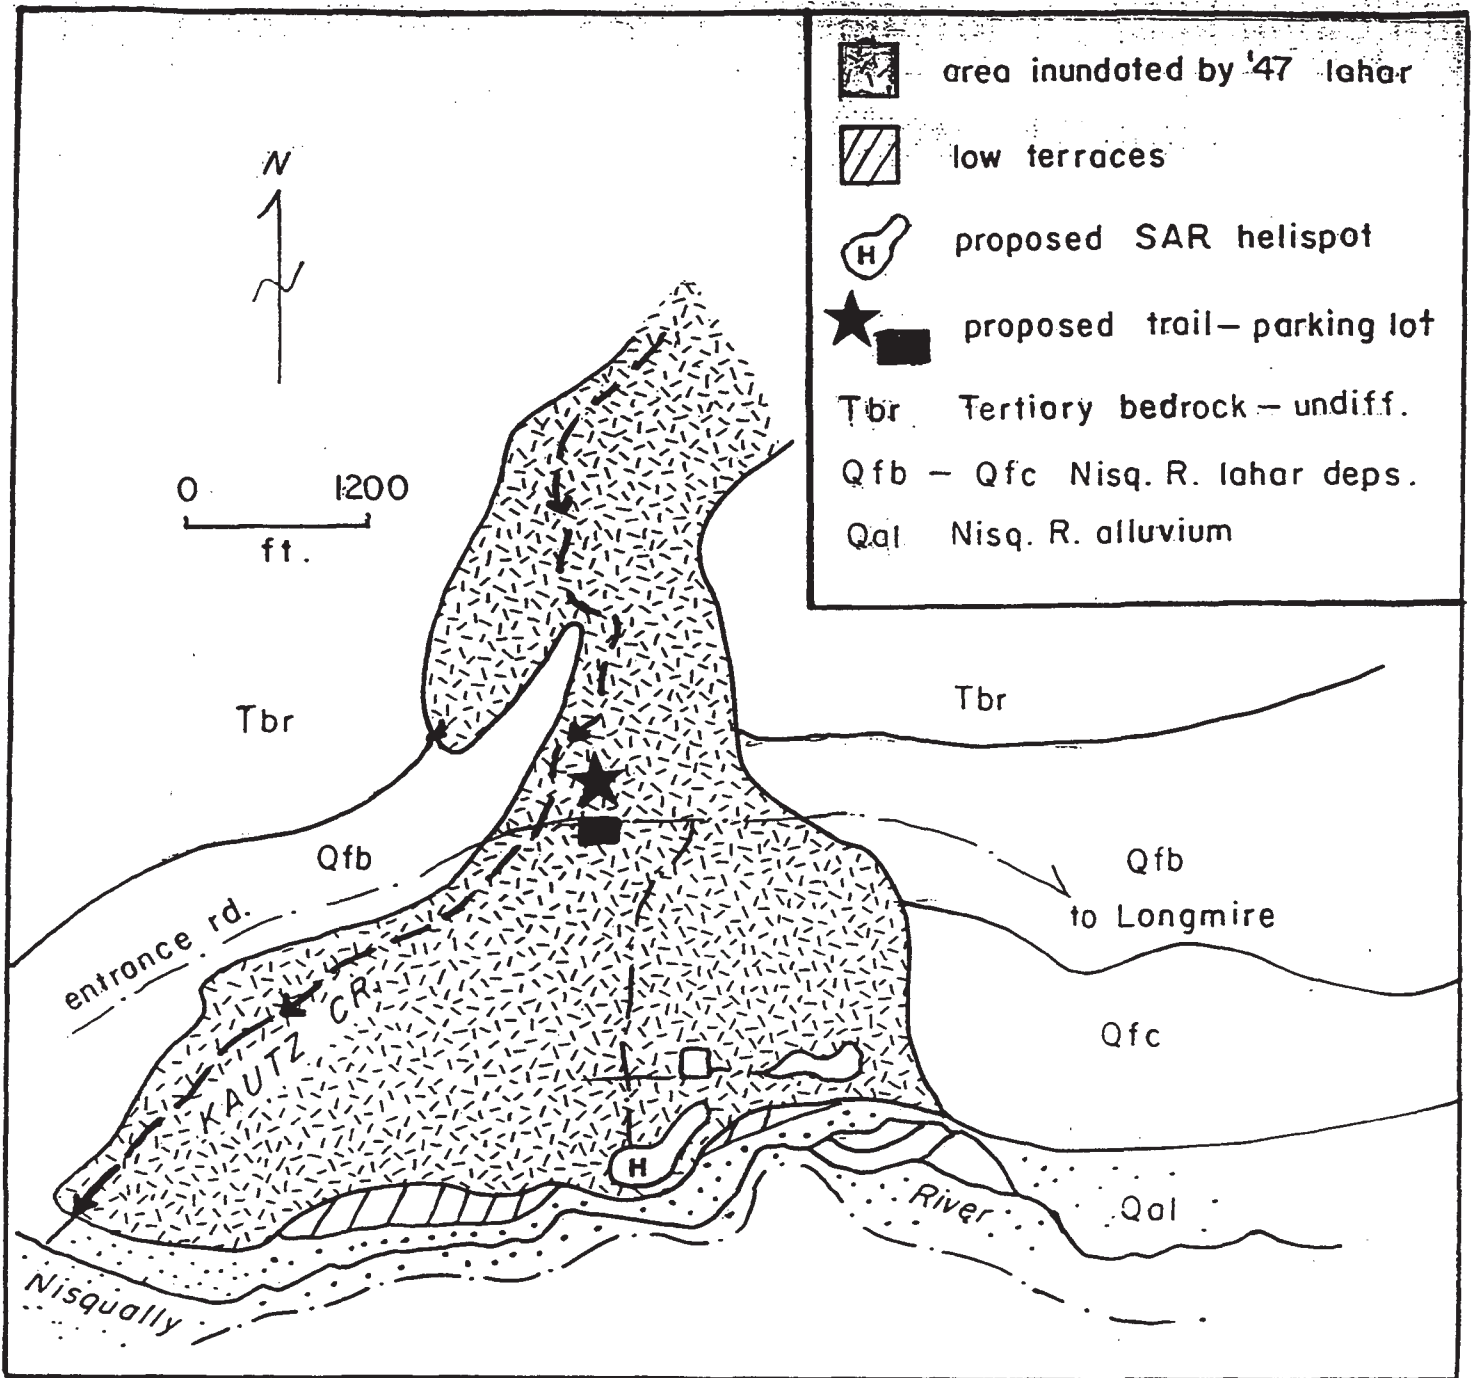 area inundated by '47 lahar
low terraces
N
H proposed SAR helispot
proposed trail – parking lot
Tbr Tertiary bedrock – undiff.
Qfb – Qfc Nisq. R. lahar deps.
0 1200
ft.
Qal Nisq. R. alluvium
Tbr
Tbr
Qfb
Qfb
to Longmire
entrance rd.
KAUTZ CR.
Qfc
H
River
Qal
Nisqually